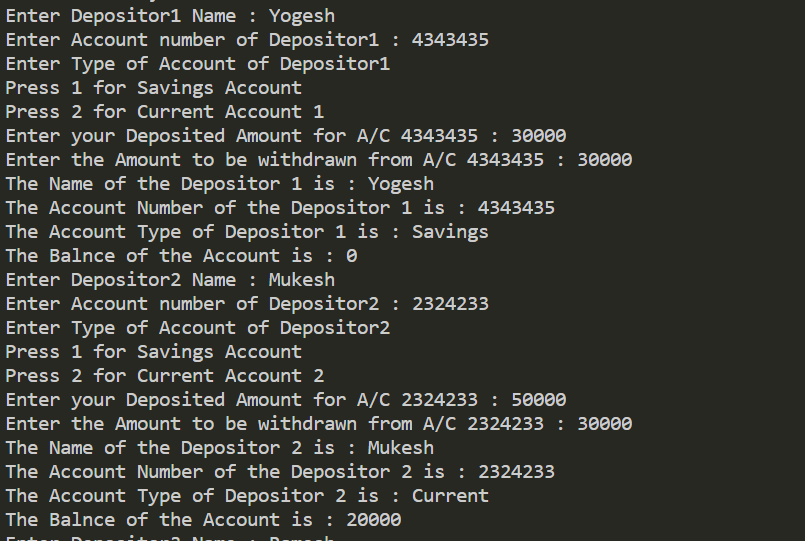 Enter Depositor1 Name : Yogesh
Enter Account number of Depositor1 : 4343435
Enter Type of Account of Depositor1
Press 1 for Savings Account
Press 2 for Current Account 1
Enter your Deposited Amount for A/C 4343435 : 30000
Enter the Amount to be withdrawn from A/C 4343435 : 30000
The Name of the Depositor 1 is : Yogesh
The Account Number of the Depositor 1 is : 4343435
The Account Type of Depositor 1 is : Savings
The Balnce of the Account is : 0
Enter Depositor2 Name : Mukesh
Enter Account number of Depositor2 : 2324233
Enter Type of Account of Depositor2
Press 1 for Savings Account
Press 2 for Current Account 2
Enter your Deposited Amount for A/C 2324233 : 50000
Enter the Amount to be withdrawn from A/C 2324233 : 30000
The Name of the Depositor 2 is : Mukesh
The Account Number of the Depositor 2 is : 2324233
The Account Type of Depositor 2 is : Current
The Balnce of the Account is : 20000
Enter Depositor3 Name :